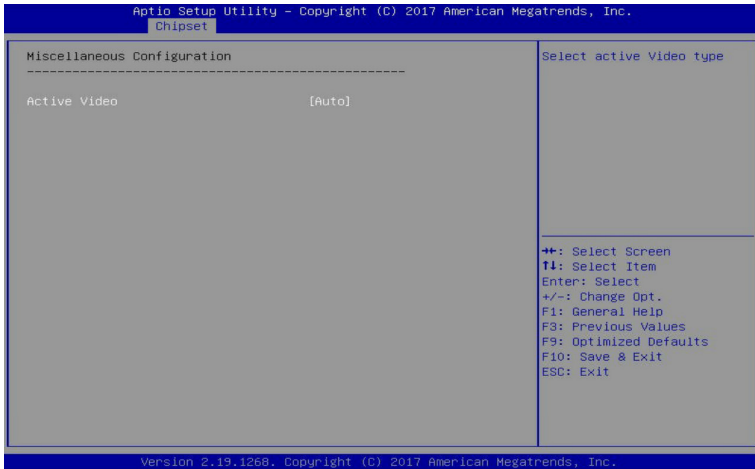 Aptio Setup Utility – Copyright (C) 2017 American Megatrends, Inc.
Chipset
Miscellaneous Configuration
--------------------------------------------------
Active Video [Auto]
Select active Video type
→←: Select Screen
↑↓: Select Item
Enter: Select
+/-: Change Opt.
F1: General Help
F3: Previous Values
F9: Optimized Defaults
F10: Save & Exit
ESC: Exit
Version 2.19.1268. Copyright (C) 2017 American Megatrends, Inc.